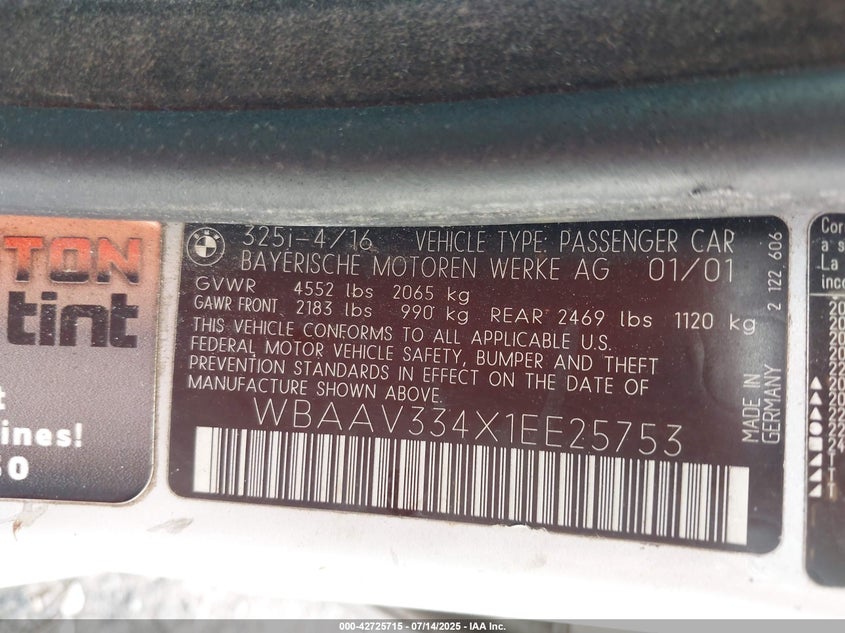 TON
tint
ines!
325i-4/16 VEHICLE TYPE: PASSENGER CAR
BAYERISCHE MOTOREN WERKE AG 01/01
GVWR 4552 lbs 2065 kg
GAWR FRONT 2183 lbs 990 kg REAR 2469 lbs 1120 kg
THIS VEHICLE CONFORMS TO ALL APPLICABLE U.S.
FEDERAL MOTOR VEHICLE SAFETY, BUMPER AND THEFT
PREVENTION STANDARDS IN EFFECT ON THE DATE OF
MANUFACTURE SHOWN ABOVE.
WBAAV334X1EE25753
MADE IN
GERMANY
2 122 606
Cor
a s
La
inco
000-42725715 - 07/14/2025 - IAA Inc.